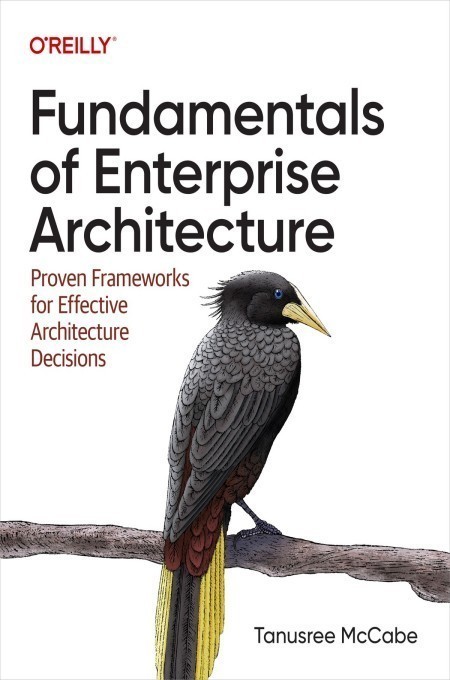 O'REILLY®
Fundamentals
of Enterprise
Architecture
Proven Frameworks
for Effective
Architecture
Decisions
Tanusree McCabe